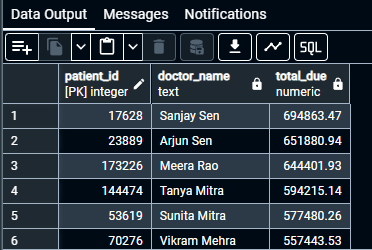 Data Output Messages Notifications
SQL
patient_id doctor_name total_due
[PK] integer text numeric
1 17628 Sanjay Sen 694863.47
2 23889 Arjun Sen 651880.94
3 173226 Meera Rao 644401.93
4 144474 Tanya Mitra 594215.14
5 53619 Sunita Mitra 577480.26
6 70276 Vikram Mehra 557443.53